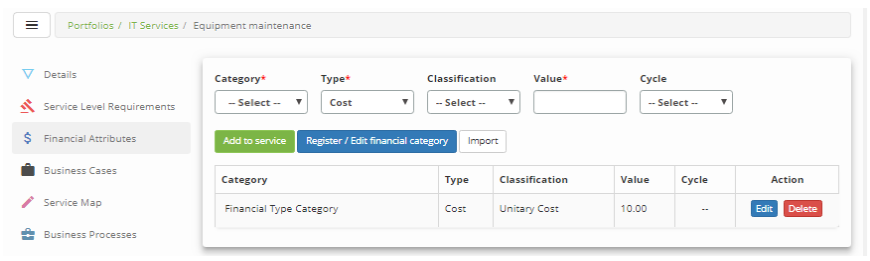 Portfolios / IT Services / Equipment maintenance
Details
Service Level Requirements
Financial Attributes
Business Cases
Service Map
Business Processes
Category* Type* Classification Value* Cycle
-- Select -- Cost -- Select -- -- Select --
Add to service Register / Edit financial category Import
Category Type Classification Value Cycle Action
Financial Type Category Cost Unitary Cost 10.00 -- Edit Delete